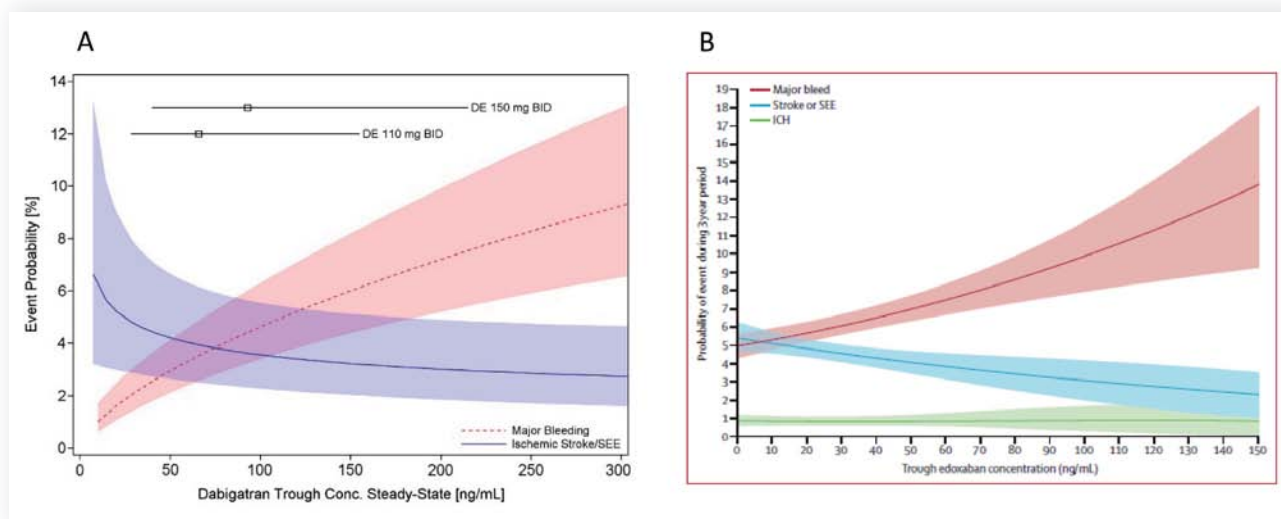 A
B
14
12
10
8
6
4
2
0
Event Probability [%]
DE 150 mg BID
DE 110 mg BID
Major Bleeding
Ischemic Stroke/SEE
0 50 100 150 200 250 300
Dabigatran Trough Conc. Steady-State [ng/mL]
19
18
17
16
15
14
13
12
11
10
9
8
7
6
5
4
3
2
1
0
Probability of event during 3 year period
Major bleed
Stroke or SEE
ICH
0 10 20 30 40 50 60 70 80 90 100 110 120 130 140 150
Trough edoxaban concentration (ng/mL)